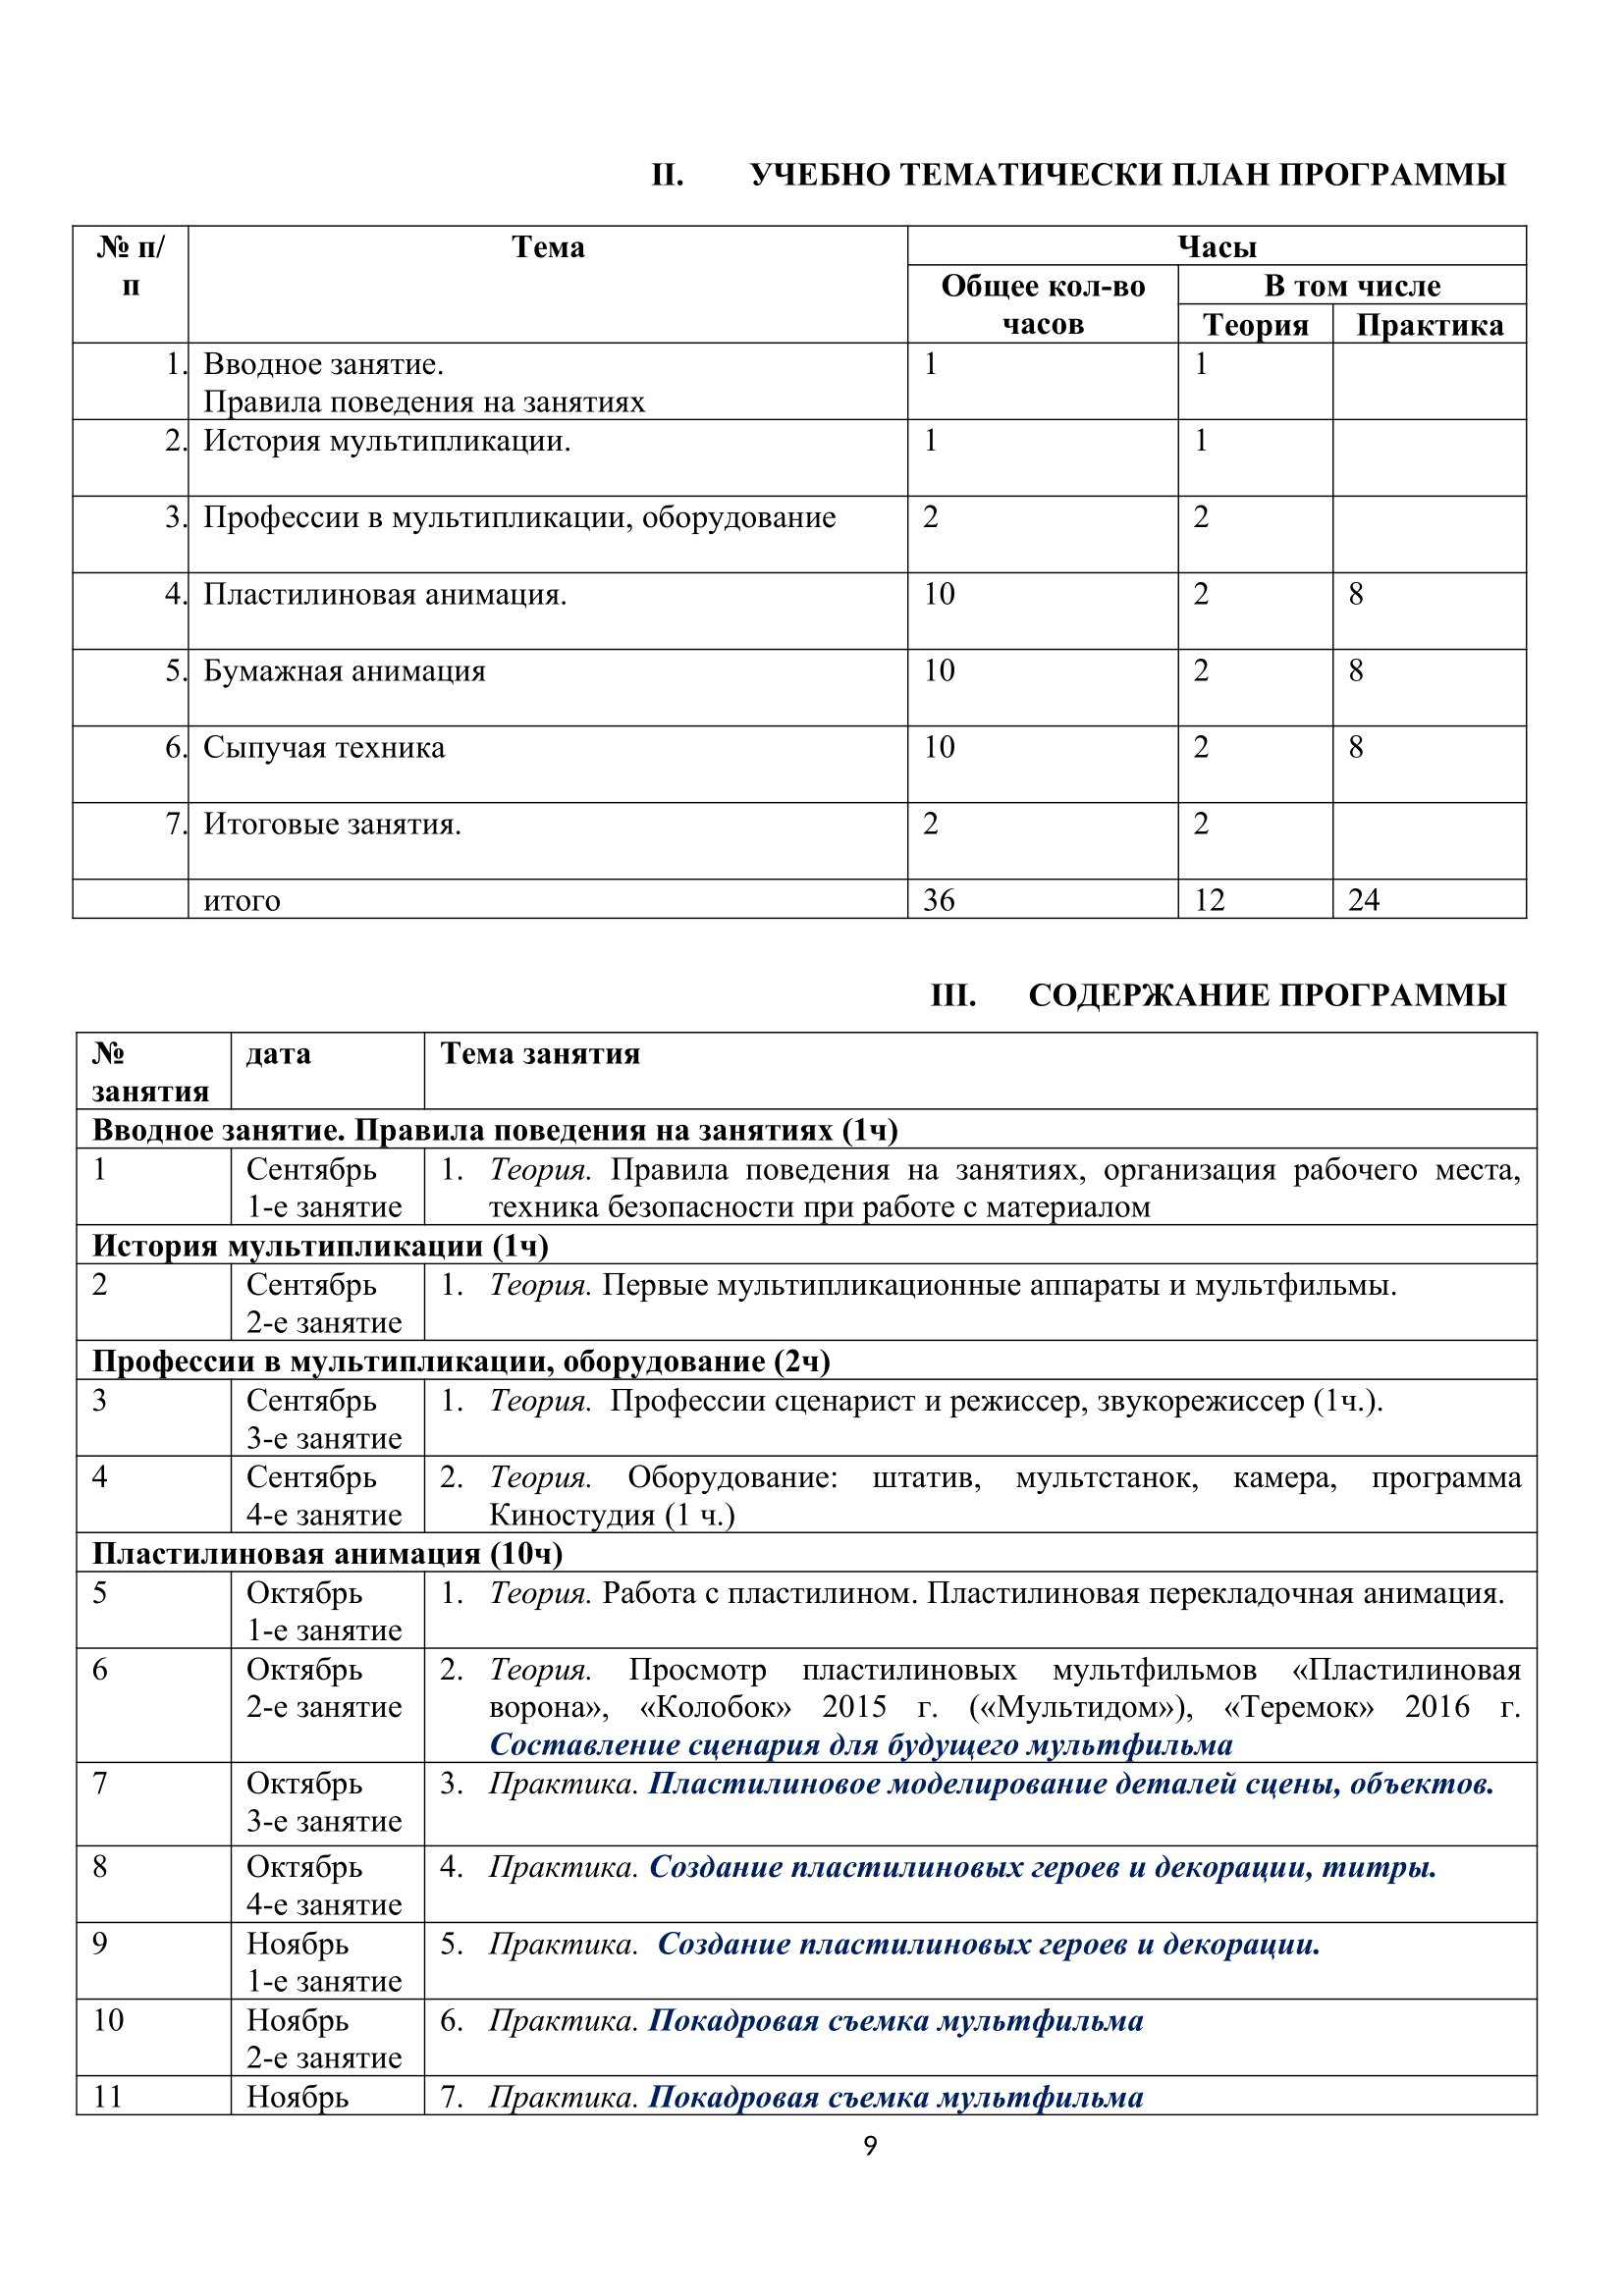 II. УЧЕБНО ТЕМАТИЧЕСКИ ПЛАН ПРОГРАММЫ
№ п/ Тема Часы
п Общее кол-во В том числе
часов Теория Практика
1. Вводное занятие. 1 1
Правила поведения на занятиях
2. История мультипликации. 1 1
3. Профессии в мультипликации, оборудование 2 2
4. Пластилиновая анимация. 10 2 8
5. Бумажная анимация 10 2 8
6. Сыпучая техника 10 2 8
7. Итоговые занятия. 2 2
итого 36 12 24
III. СОДЕРЖАНИЕ ПРОГРАММЫ
№ дата Тема занятия
занятия
Вводное занятие. Правила поведения на занятиях (1ч)
1 Сентябрь 1. Теория. Правила поведения на занятиях, организация рабочего места,
1-е занятие техника безопасности при работе с материалом
История мультипликации (1ч)
2 Сентябрь 1. Теория. Первые мультипликационные аппараты и мультфильмы.
2-е занятие
Профессии в мультипликации, оборудование (2ч)
3 Сентябрь 1. Теория. Профессии сценарист и режиссер, звукорежиссер (1ч.).
3-е занятие
4 Сентябрь 2. Теория. Оборудование: штатив, мультстанок, камера, программа
4-е занятие Киностудия (1 ч.)
Пластилиновая анимация (10ч)
5 Октябрь 1. Теория. Работа с пластилином. Пластилиновая перекладочная анимация.
1-е занятие
6 Октябрь 2. Теория. Просмотр пластилиновых мультфильмов «Пластилиновая
2-е занятие ворона», «Колобок» 2015 г. («Мультидом»), «Теремок» 2016 г.
Составление сценария для будущего мультфильма
7 Октябрь 3. Практика. Пластилиновое моделирование деталей сцены, объектов.
3-е занятие
8 Октябрь 4. Практика. Создание пластилиновых героев и декорации, титры.
4-е занятие
9 Ноябрь 5. Практика. Создание пластилиновых героев и декорации.
1-е занятие
10 Ноябрь 6. Практика. Покадровая съемка мультфильма
2-е занятие
11 Ноябрь 7. Практика. Покадровая съемка мультфильма
9